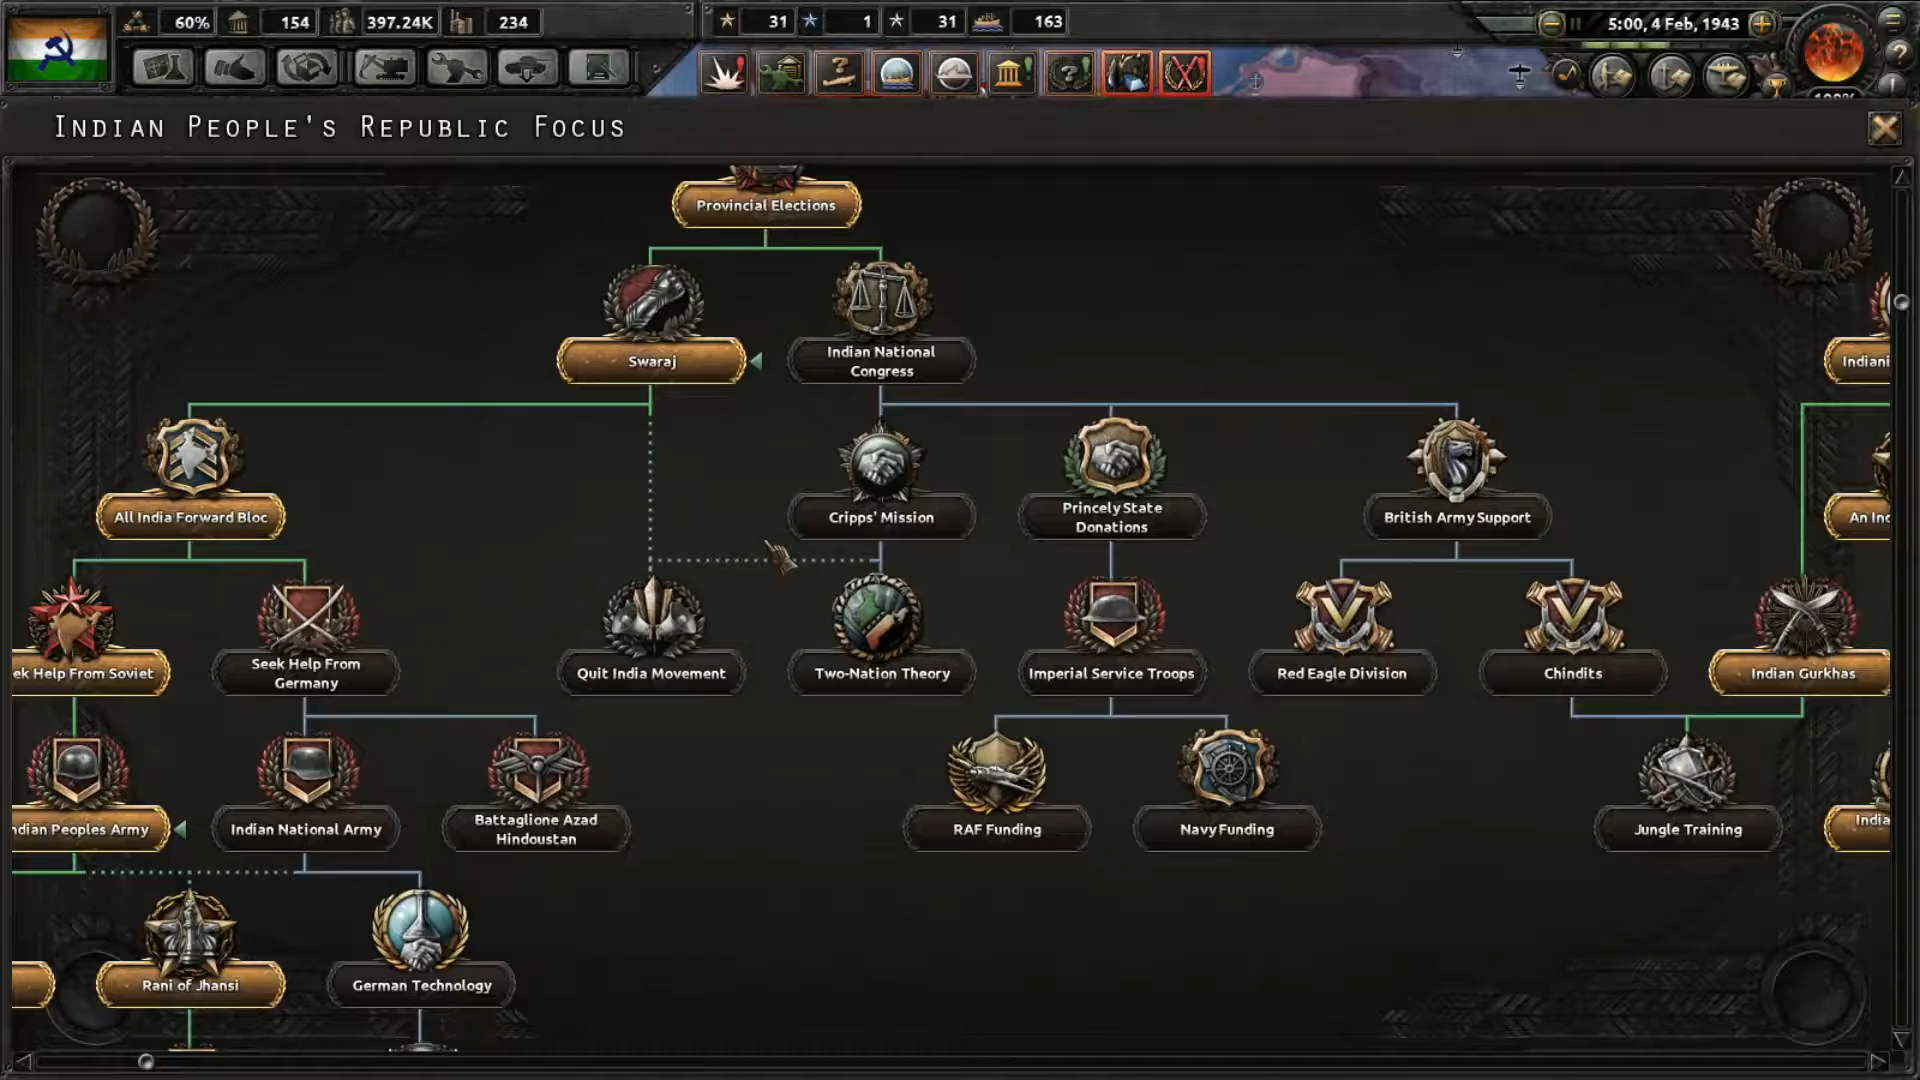 60%
154
397.24K
234
31
1
31
163
5:00, 4 Feb, 1943
INDIAN PEOPLE'S REPUBLIC FOCUS
Provincial Elections
Swaraj
Indian National
Congress
Indiani
All India Forward Bloc
Cripps' Mission
Princely State
Donations
British Army Support
An Inc
ek Help From Soviet
Seek Help From
Germany
Quit India Movement
Two-Nation Theory
Imperial Service Troops
Red Eagle Division
Chindits
Indian Gurkhas
ndian Peoples Army
Indian National Army
Battaglione Azad
Hindoustan
RAF Funding
Navy Funding
Jungle Training
India
Rani of Jhansi
German Technology